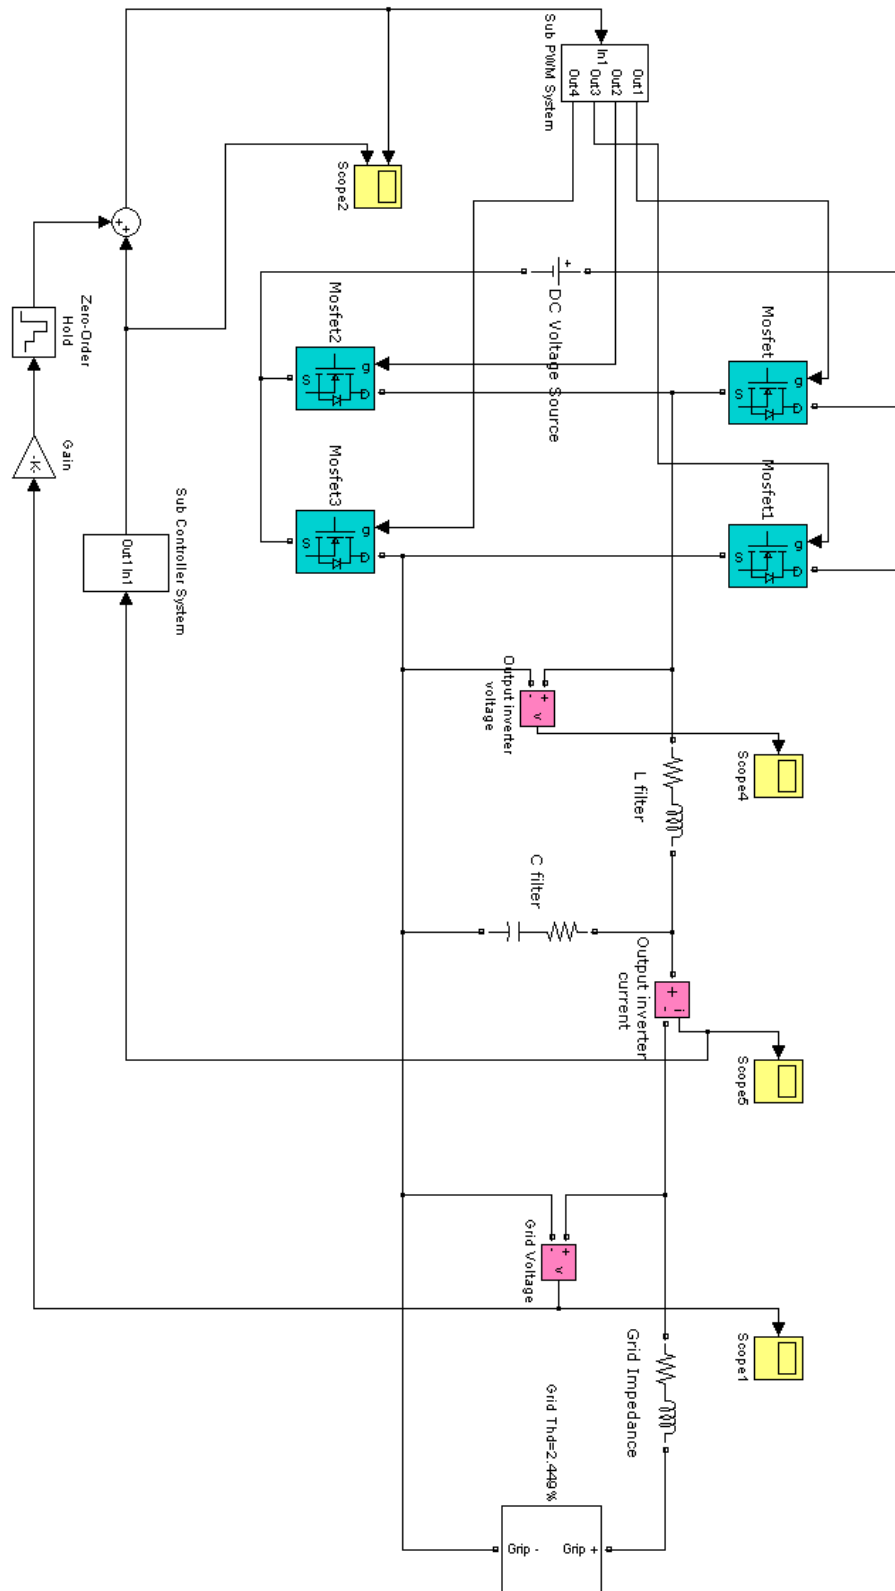 Sub PWM System
In1
Out1
Out2
Out3
Out4
Scope2
DC Voltage Source
+
Mosfet
g
D
S
Mosfet2
g
D
S
Mosfet1
g
D
S
Mosfet3
g
D
S
Zero-Order
Hold
Gain
-K-
+
+
Sub Controller System
Out1
In1
Output inverter
voltage
+
-
v
Scope4
L filter
C filter
Output inverter
current
+
i
-
Scope5
Grid Voltage
+
-
v
Scope1
Grid Impedance
Grid Thd=2.449%
Grip +
Grip -